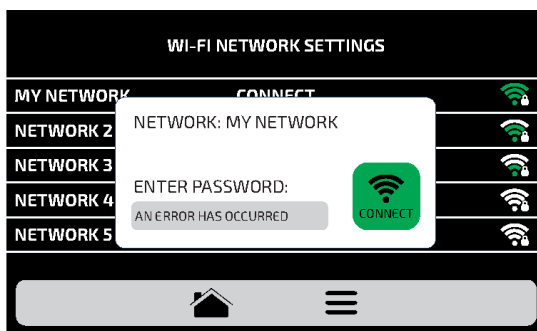 WI-FI NETWORK SETTINGS
MY NETWORK CONNECT
NETWORK: MY NETWORK
NETWORK 2
NETWORK 3
ENTER PASSWORD:
NETWORK 4
AN ERROR HAS OCCURRED
CONNECT
NETWORK 5